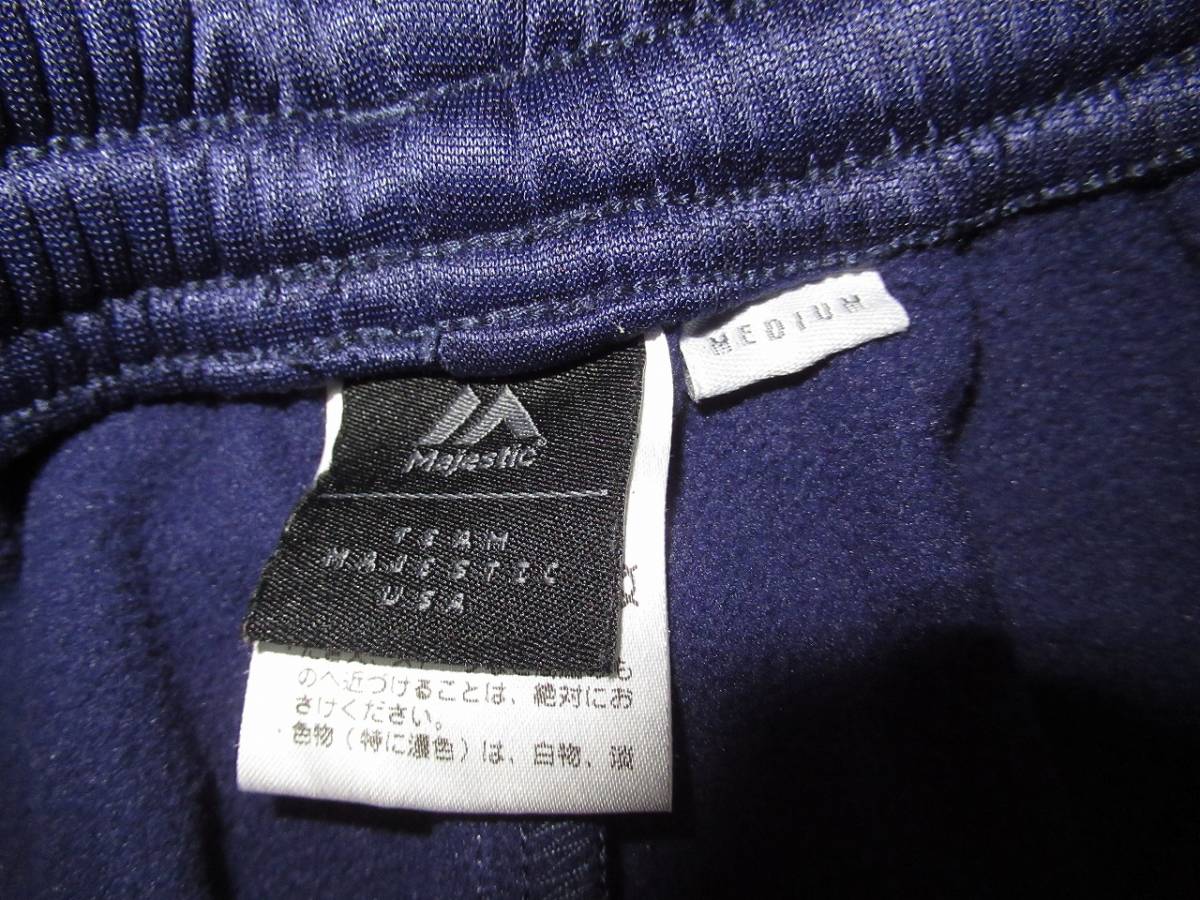 MEDIUM
Majestic
TEAM
MAJESTIC
USA
のへ近づけることは、絶対にお
さけください。
色物(特に濃色)は、白物、淡